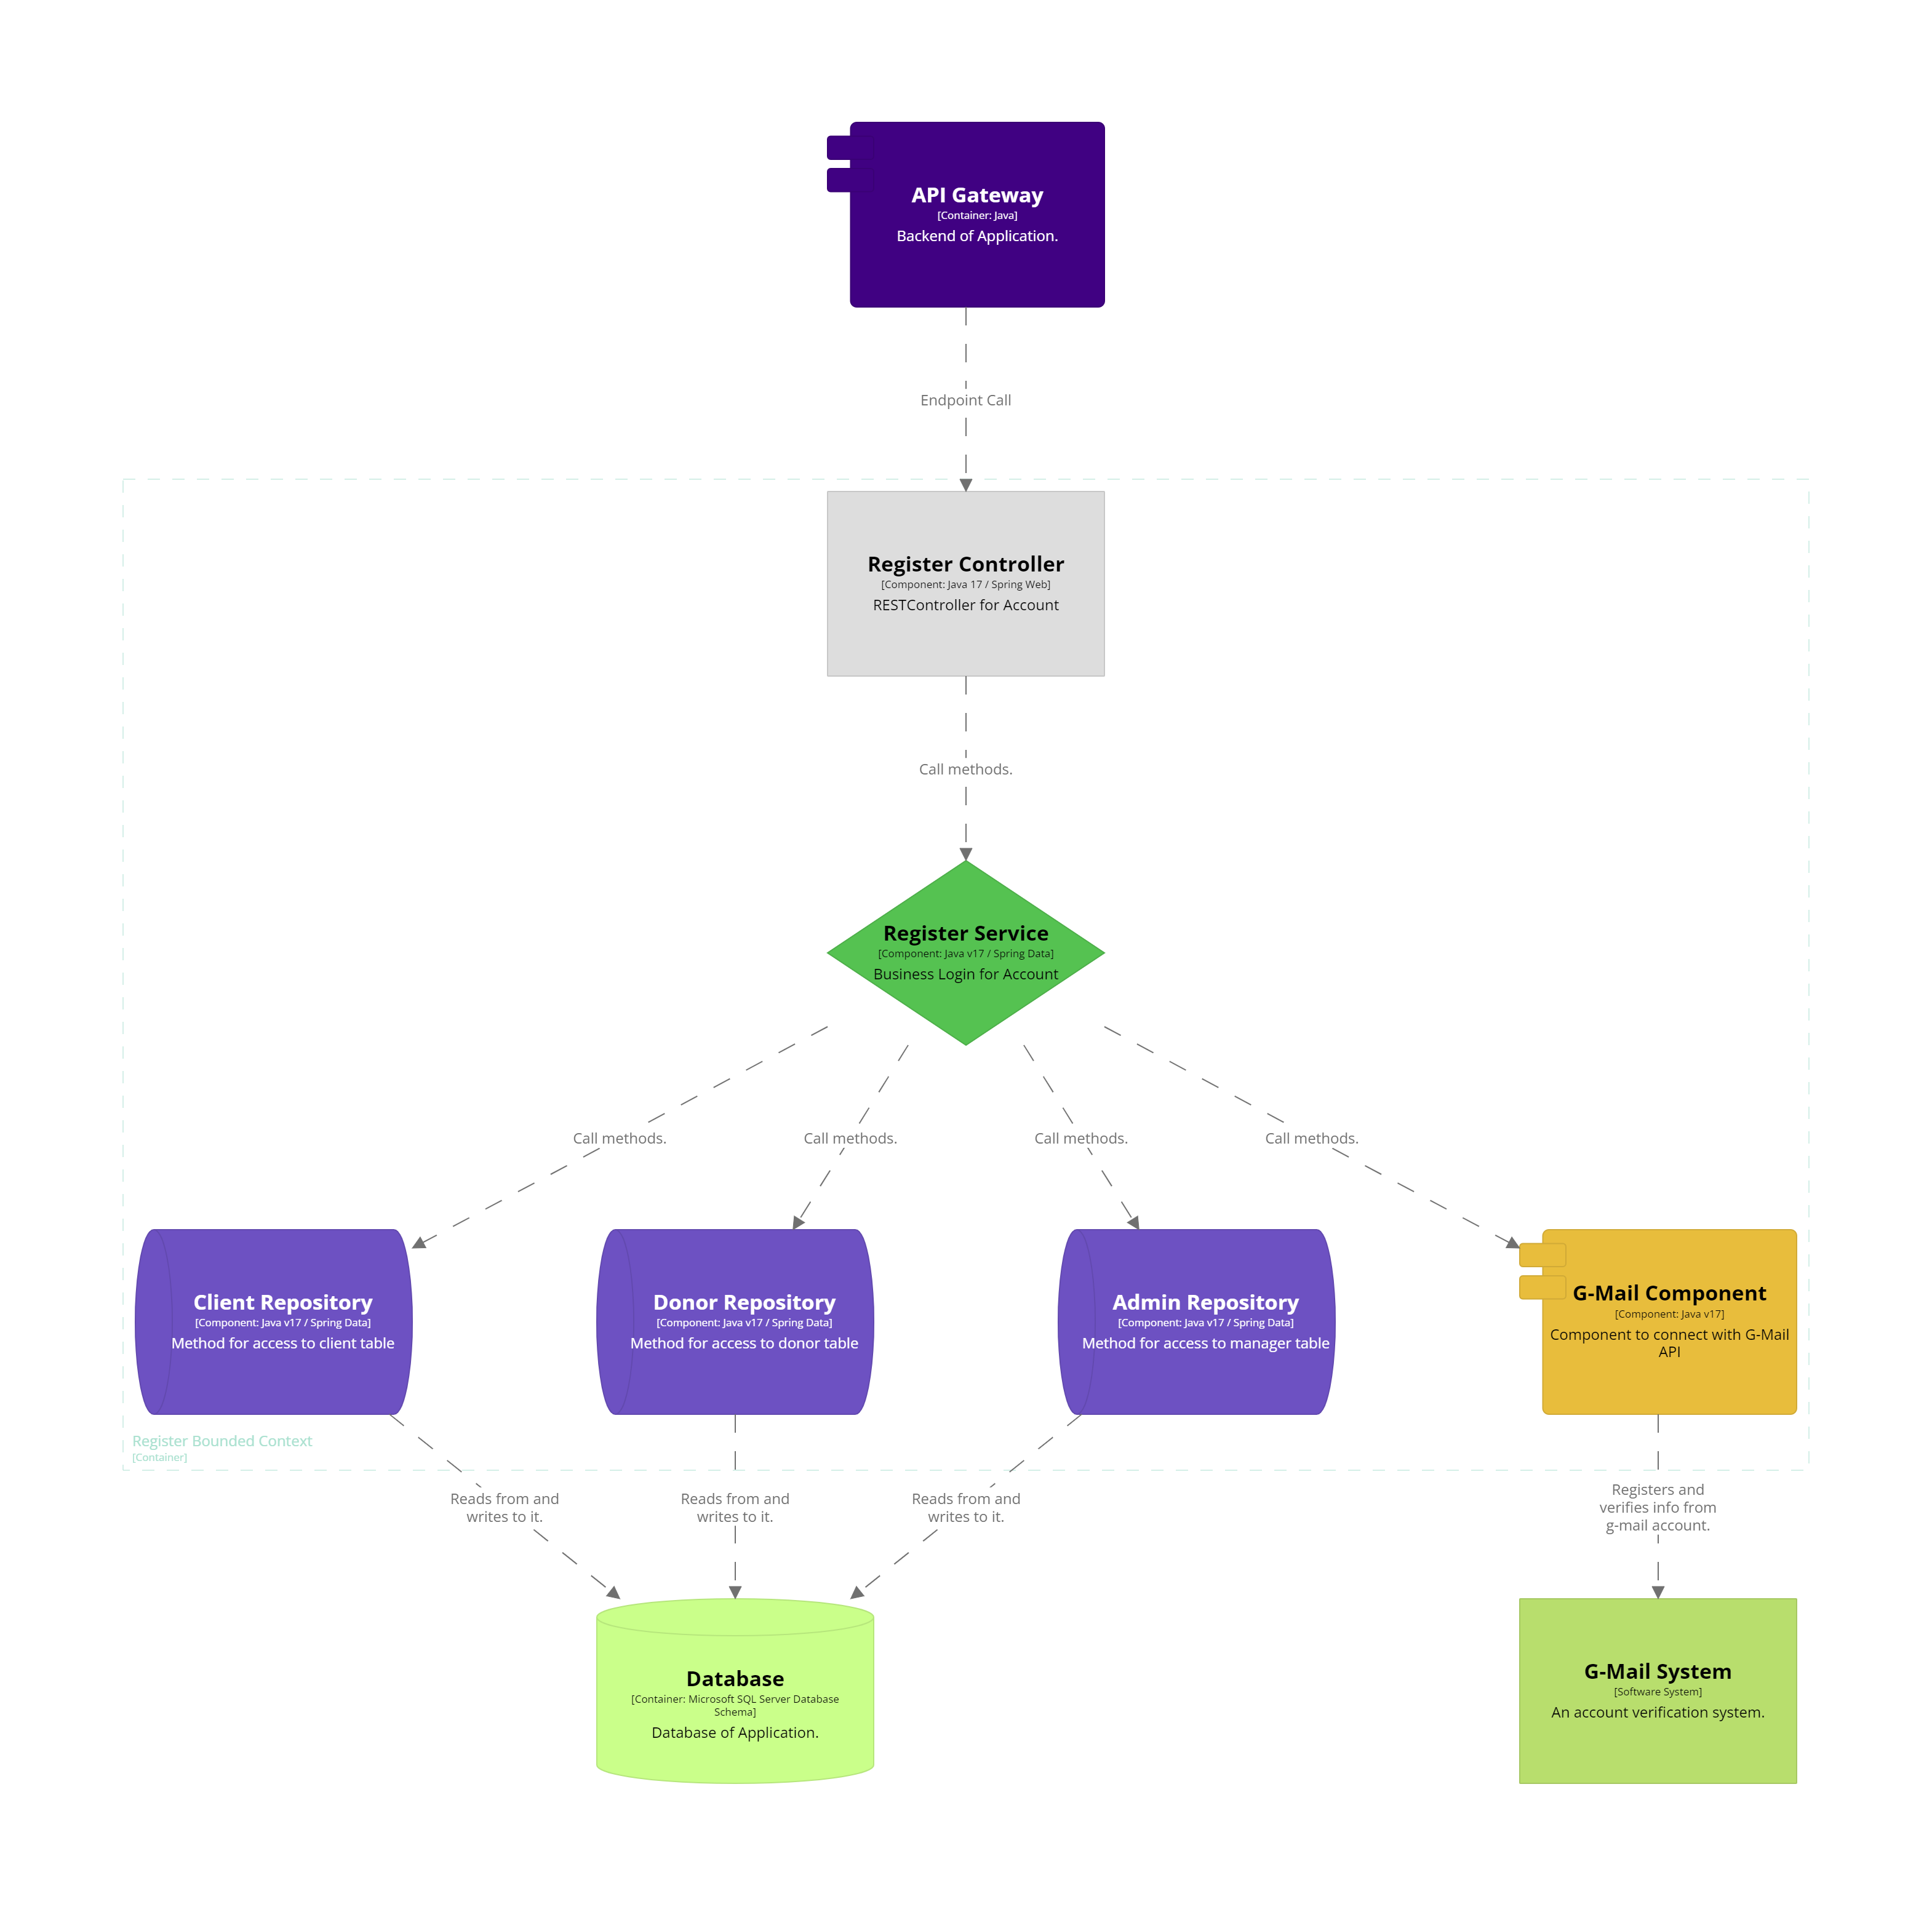 API Gateway
[Container: Java]
Backend of Application.
Endpoint Call
Register Controller
[Component: Java 17 / Spring Web]
RESTController for Account
Call methods.
Register Service
[Component: Java v17 / Spring Data]
Business Login for Account
Call methods.
Call methods.
Call methods.
Call methods.
Client Repository
[Component: Java v17 / Spring Data]
Method for access to client table
Donor Repository
[Component: Java v17 / Spring Data]
Method for access to donor table
Admin Repository
[Component: Java v17 / Spring Data]
Method for access to manager table
G-Mail Component
[Component: Java v17]
Component to connect with G-Mail
API
Register Bounded Context
[Container]
Reads from and
writes to it.
Reads from and
writes to it.
Reads from and
writes to it.
Registers and
verifies info from
g-mail account.
Database
[Container: Microsoft SQL Server Database
Schema]
Database of Application.
G-Mail System
[Software System]
An account verification system.